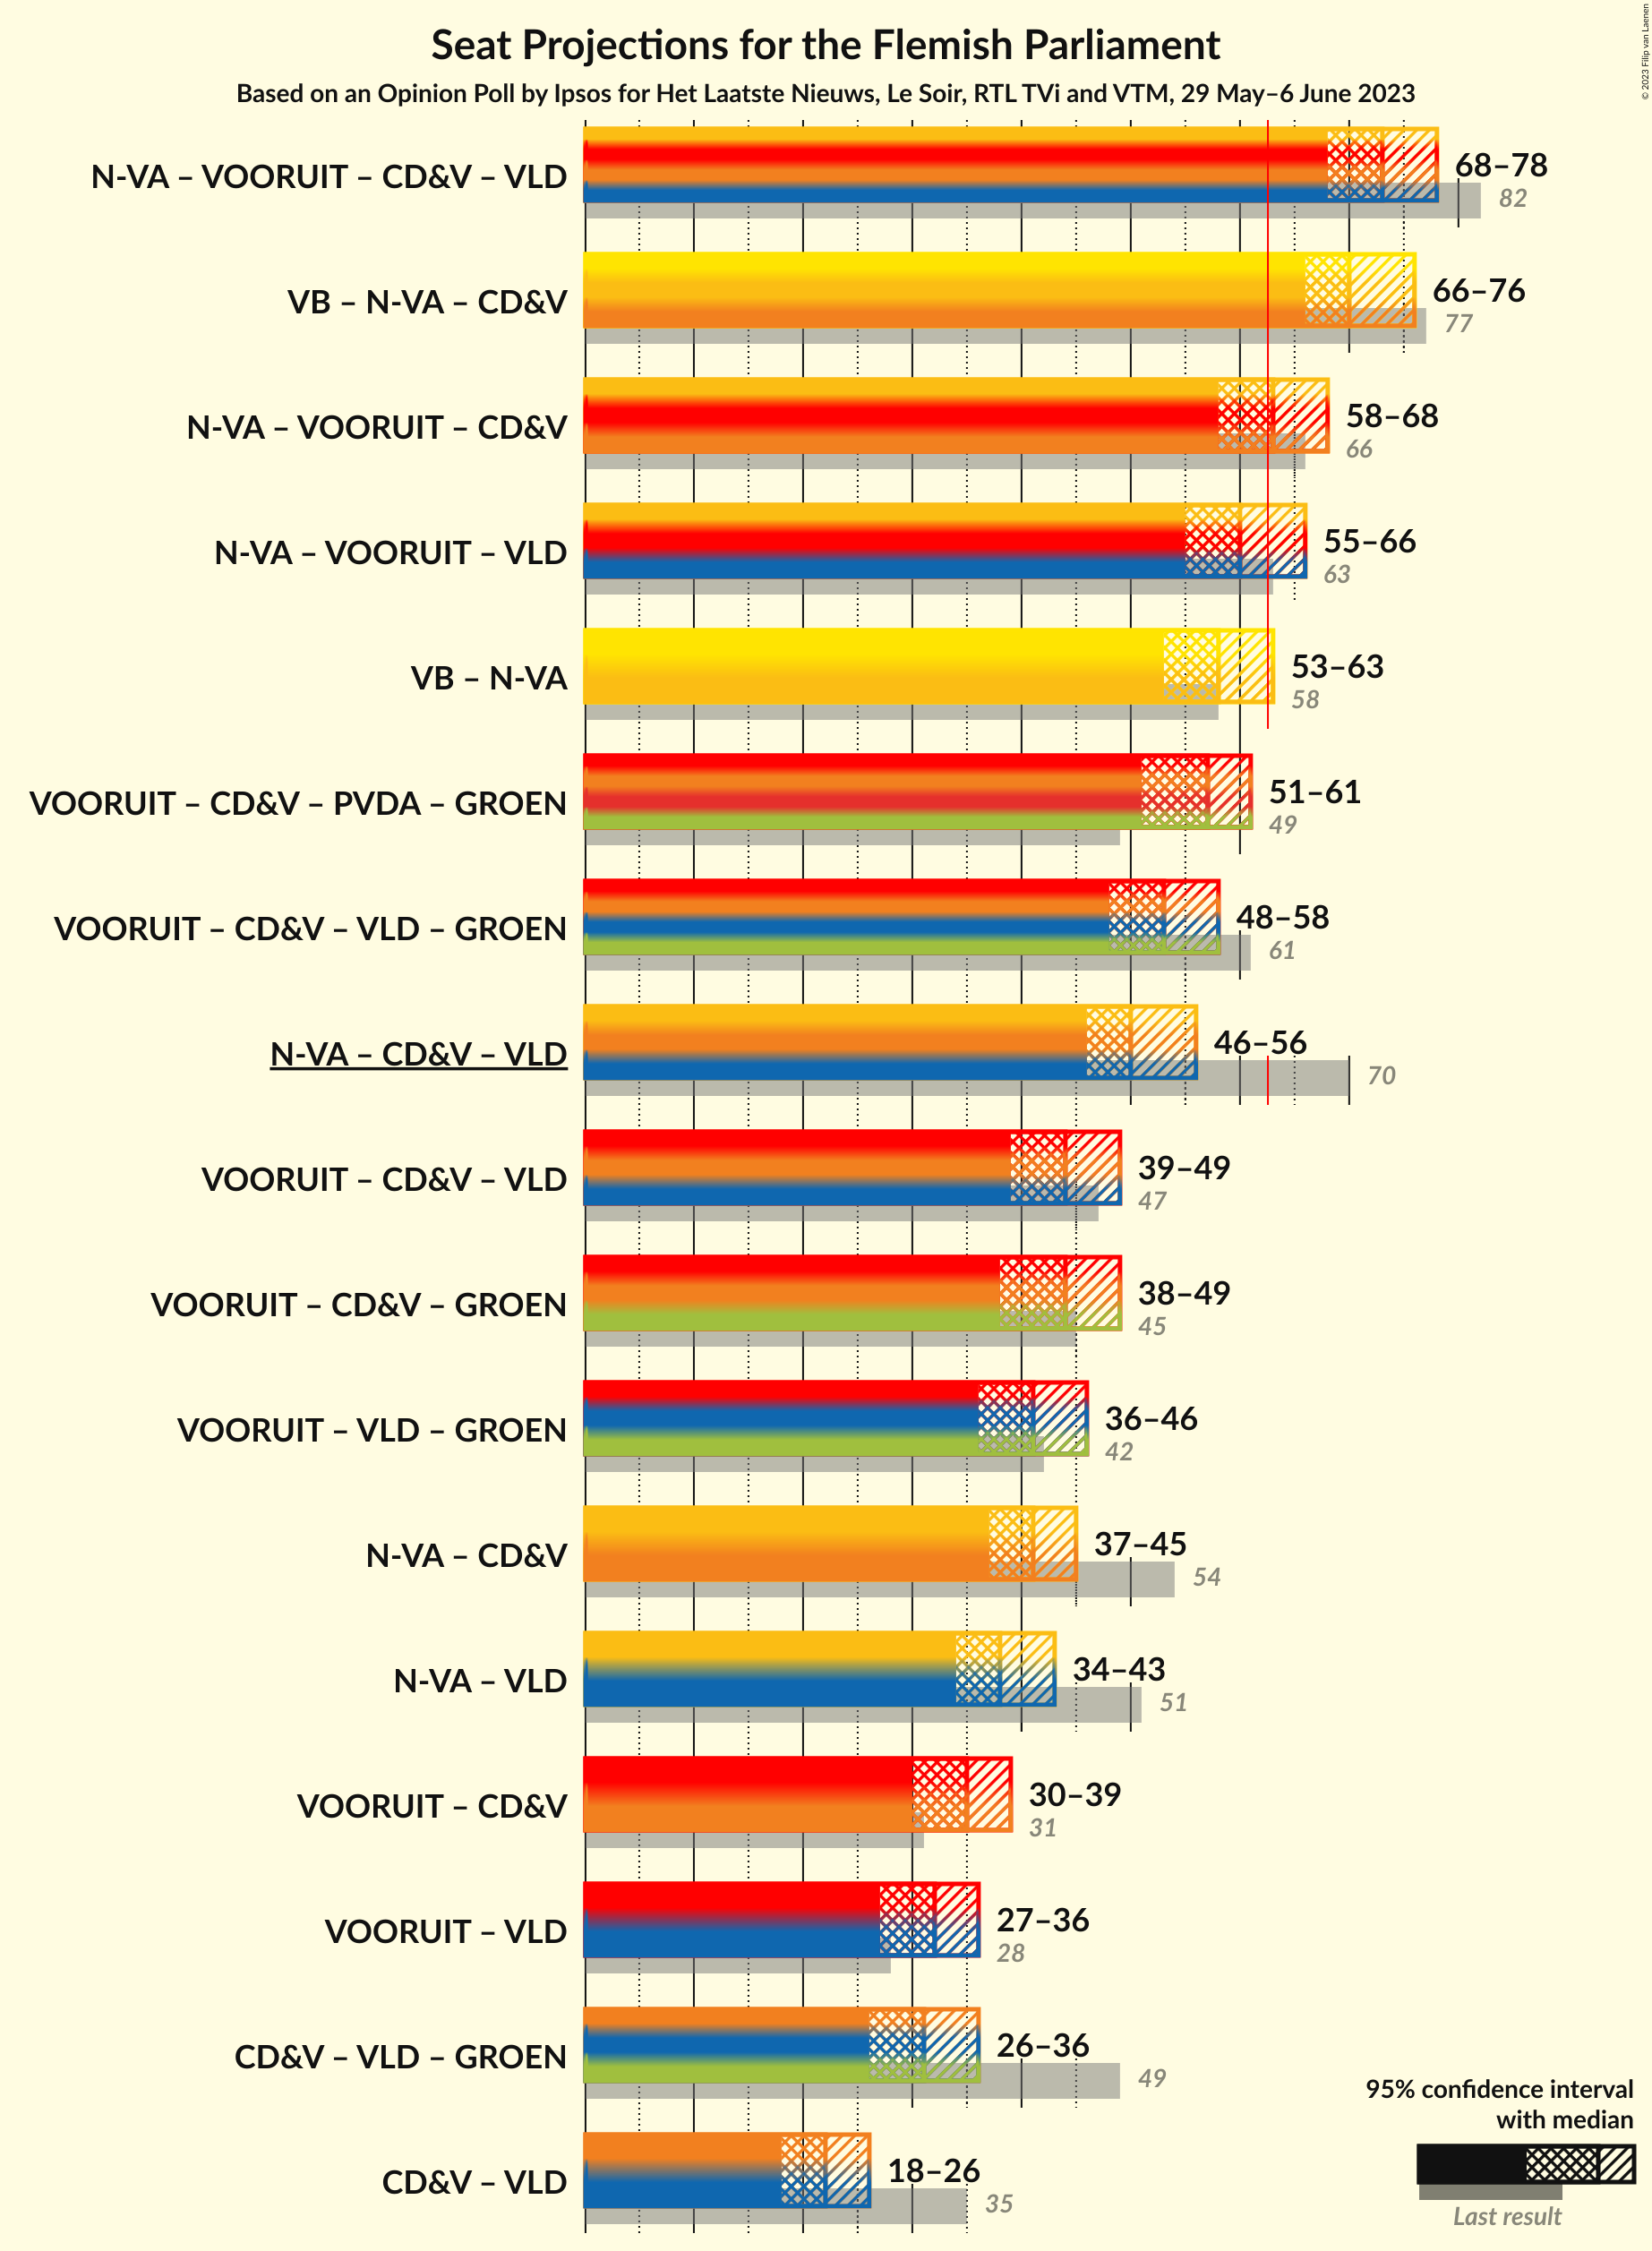 Seat Projections for the Flemish Parliament
Based on an Opinion Poll by Ipsos for Het Laatste Nieuws, Le Soir, RTL TVi and VTM, 29 May–6 June 2023
© 2023 Filip van Laenen
N-VA – VOORUIT – CD&V – VLD
68–78
82
VB – N-VA – CD&V
66–76
77
N-VA – VOORUIT – CD&V
58–68
66
N-VA – VOORUIT – VLD
55–66
63
VB – N-VA
53–63
58
VOORUIT – CD&V – PVDA – GROEN
51–61
49
VOORUIT – CD&V – VLD – GROEN
48–58
61
N-VA – CD&V – VLD
46–56
70
VOORUIT – CD&V – VLD
39–49
47
VOORUIT – CD&V – GROEN
38–49
45
VOORUIT – VLD – GROEN
36–46
42
N-VA – CD&V
37–45
54
N-VA – VLD
34–43
51
VOORUIT – CD&V
30–39
31
VOORUIT – VLD
27–36
28
CD&V – VLD – GROEN
26–36
49
CD&V – VLD
18–26
35
95% confidence interval
with median
Last result